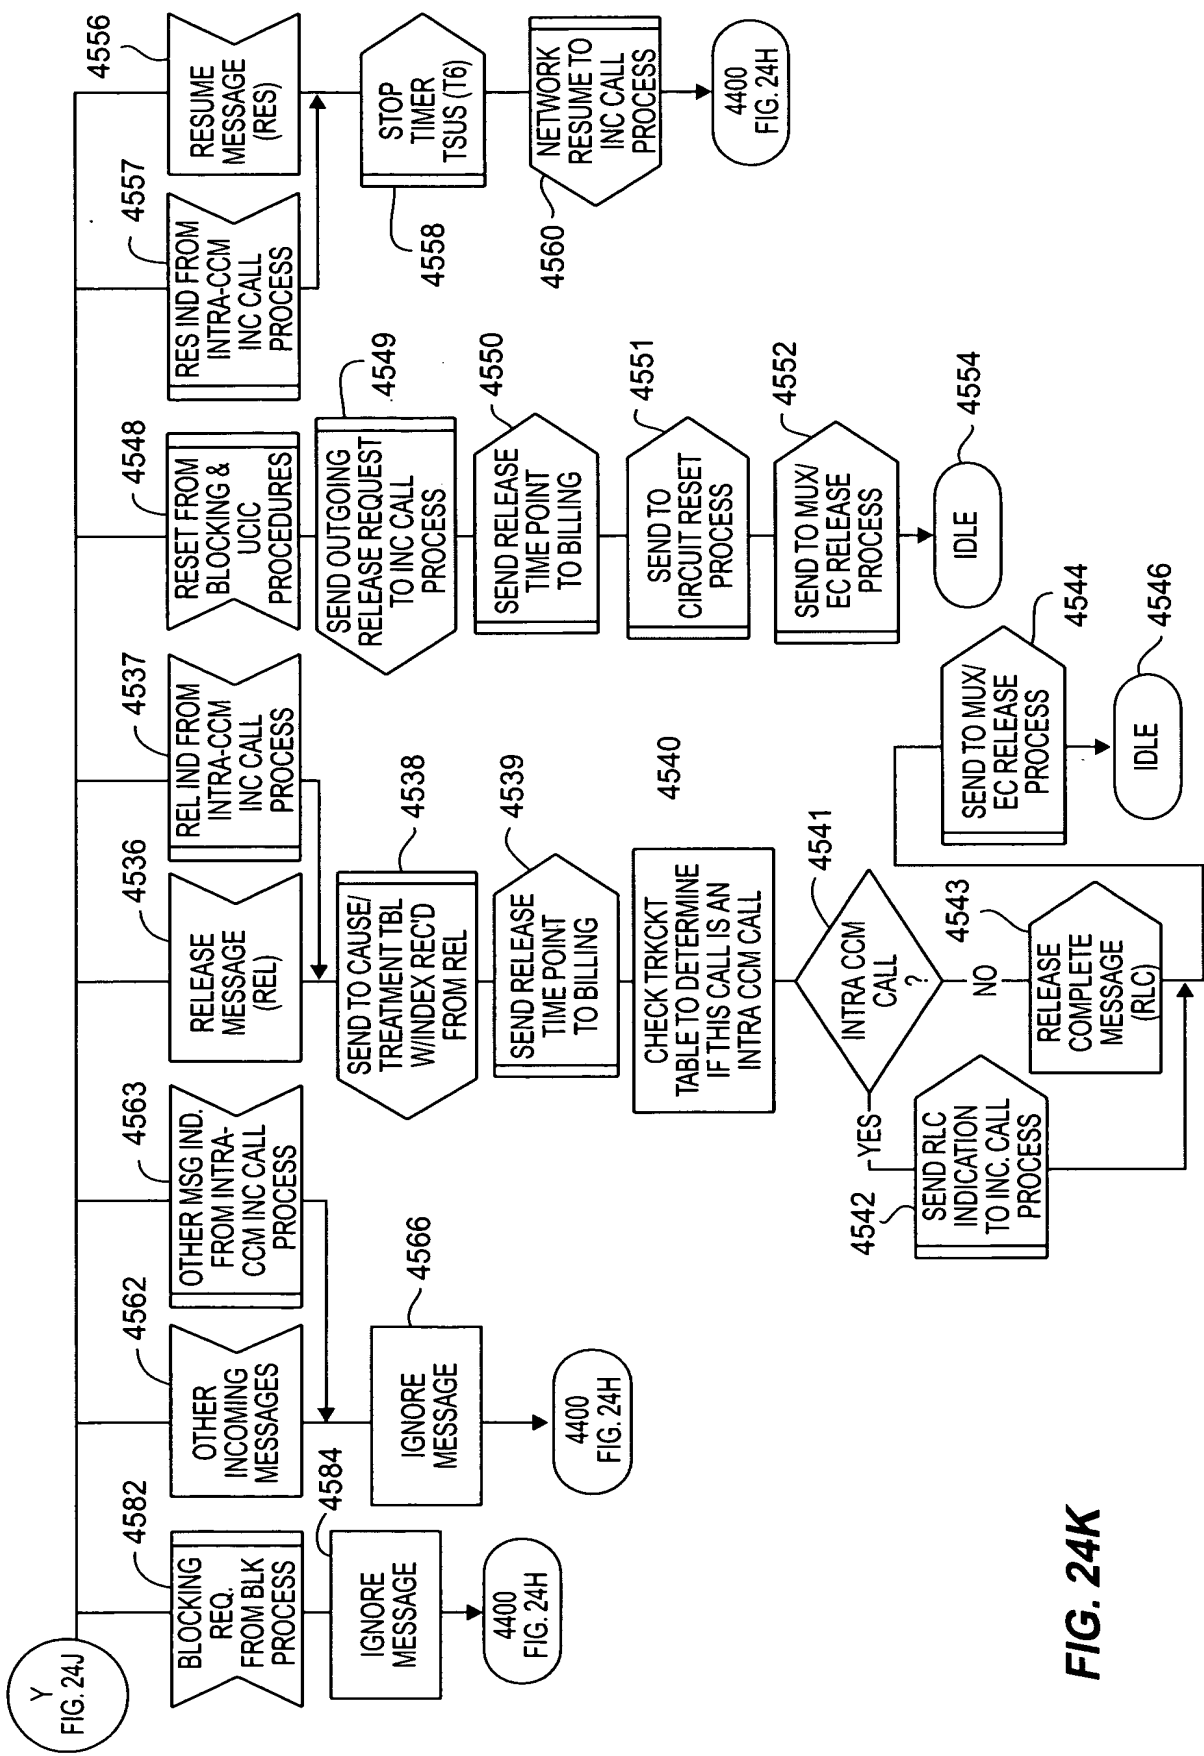 Y
FIG. 24J
4582
BLOCKING
REQ.
FROM BLK
PROCESS
4584
IGNORE
MESSAGE
4400
FIG. 24H
4562
OTHER
INCOMING
MESSAGES
4563
OTHER MSG IND.
FROM INTRA-
CCM INC CALL
PROCESS
4566
IGNORE
MESSAGE
4400
FIG. 24H
4536
RELEASE
MESSAGE
(REL)
4537
REL IND FROM
INTRA-CCM
INC CALL
PROCESS
4538
SEND TO CAUSE/
TREATMENT TBL
W/INDEX REC'D
FROM REL
4539
SEND RELEASE
TIME POINT
TO BILLING
4540
CHECK TRKCKT
TABLE TO DETERMINE
IF THIS CALL IS AN
INTRA CCM CALL
4541
INTRA CCM
CALL
?
YES
NO
4542
SEND RLC
INDICATION
TO INC. CALL
PROCESS
4543
RELEASE
COMPLETE
MESSAGE
(RLC)
4544
SEND TO MUX/
EC RELEASE
PROCESS
4546
IDLE
4548
RESET FROM
BLOCKING &
UCIC
PROCEDURES
4549
SEND OUTGOING
RELEASE REQUEST
TO INC CALL
PROCESS
4550
SEND RELEASE
TIME POINT
TO BILLING
4551
SEND TO
CIRCUIT RESET
PROCESS
4552
SEND TO MUX/
EC RELEASE
PROCESS
4554
IDLE
4557
RES IND FROM
INTRA-CCM
INC CALL
PROCESS
4556
RESUME
MESSAGE
(RES)
4558
STOP
TIMER
TSUS (T6)
4560
NETWORK
RESUME TO
INC CALL
PROCESS
4400
FIG. 24H
FIG. 24K